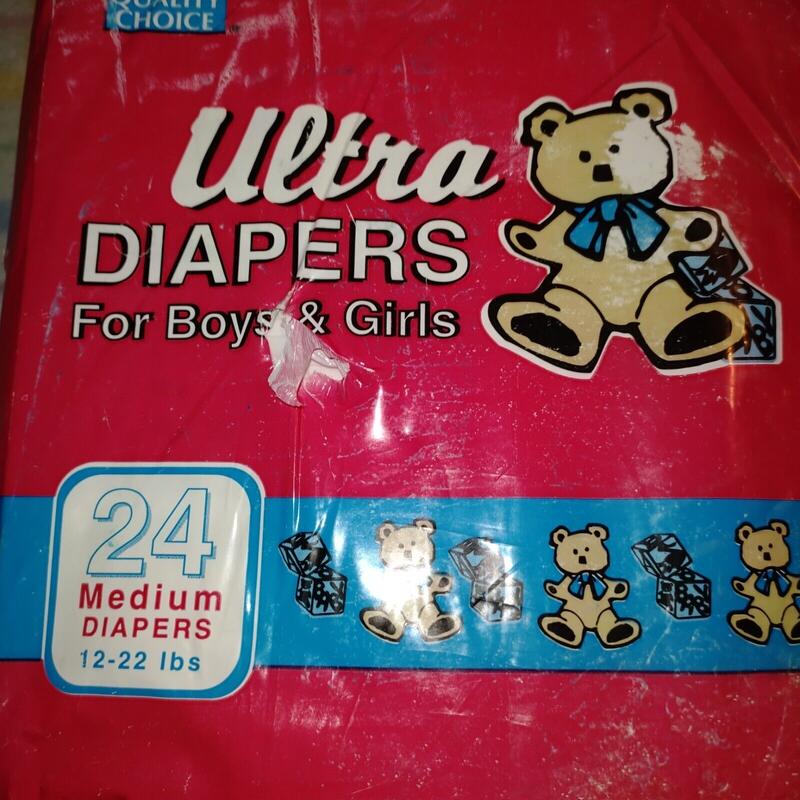 QUALITY
CHOICE
Ultra
DIAPERS
For Boys & Girls
24
Medium
DIAPERS
12-22 lbs